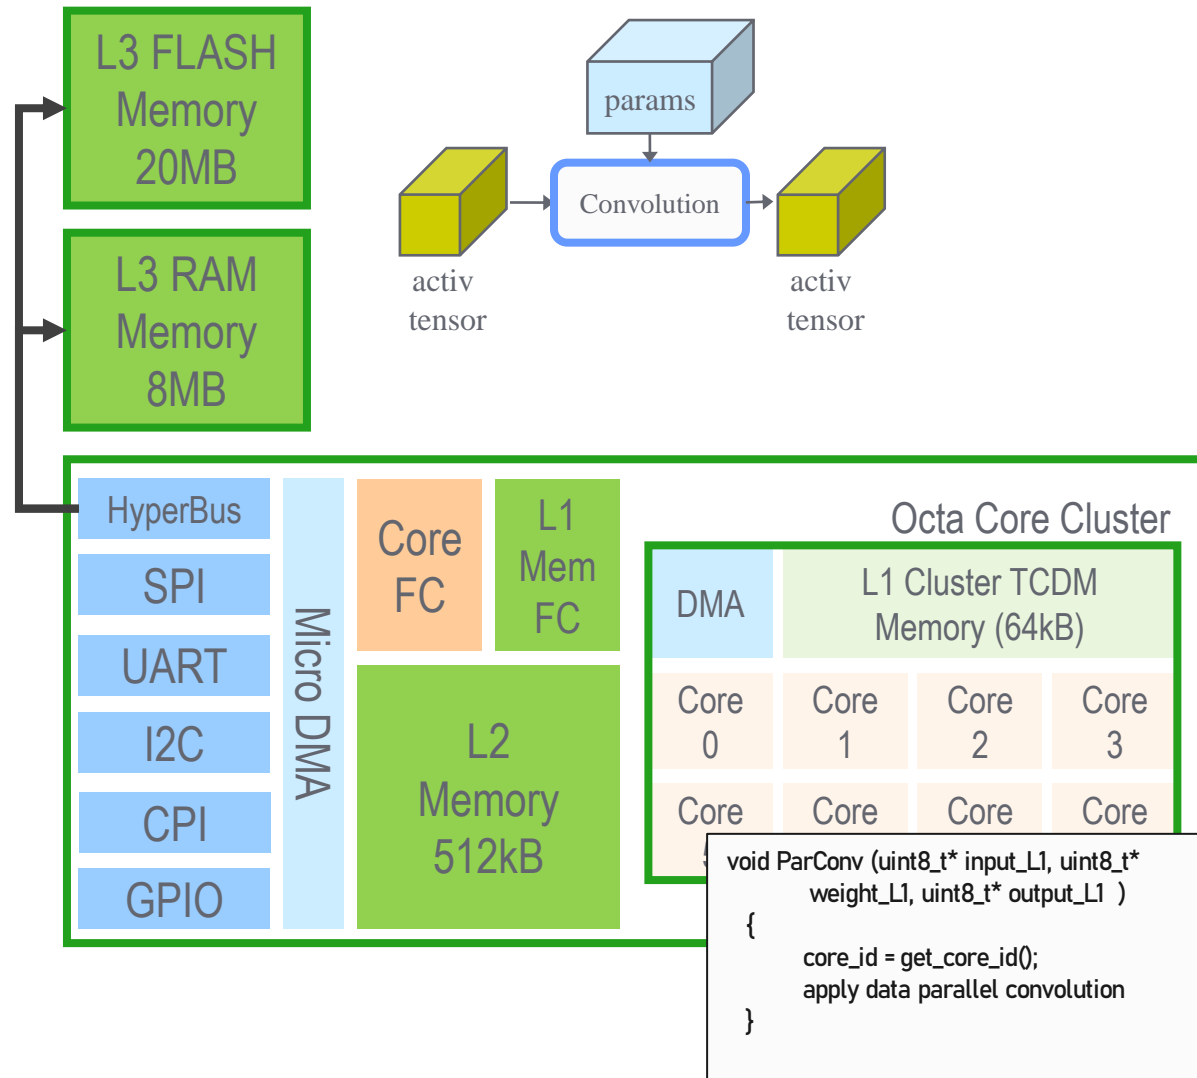 L3 FLASH
Memory
20MB
params
Convolution
activ
tensor
activ
tensor
L3 RAM
Memory
8MB
HyperBus
SPI
UART
I2C
CPI
GPIO
Micro DMA
Core
FC
L1
Mem
FC
L2
Memory
512kB
Octa Core Cluster
DMA
L1 Cluster TCDM
Memory (64kB)
Core
0
Core
1
Core
2
Core
3
Core
Core
Core
Core
void ParConv (uint8_t* input_L1, uint8_t*
weight_L1, uint8_t* output_L1 )
{
core_id = get_core_id();
apply data parallel convolution
}